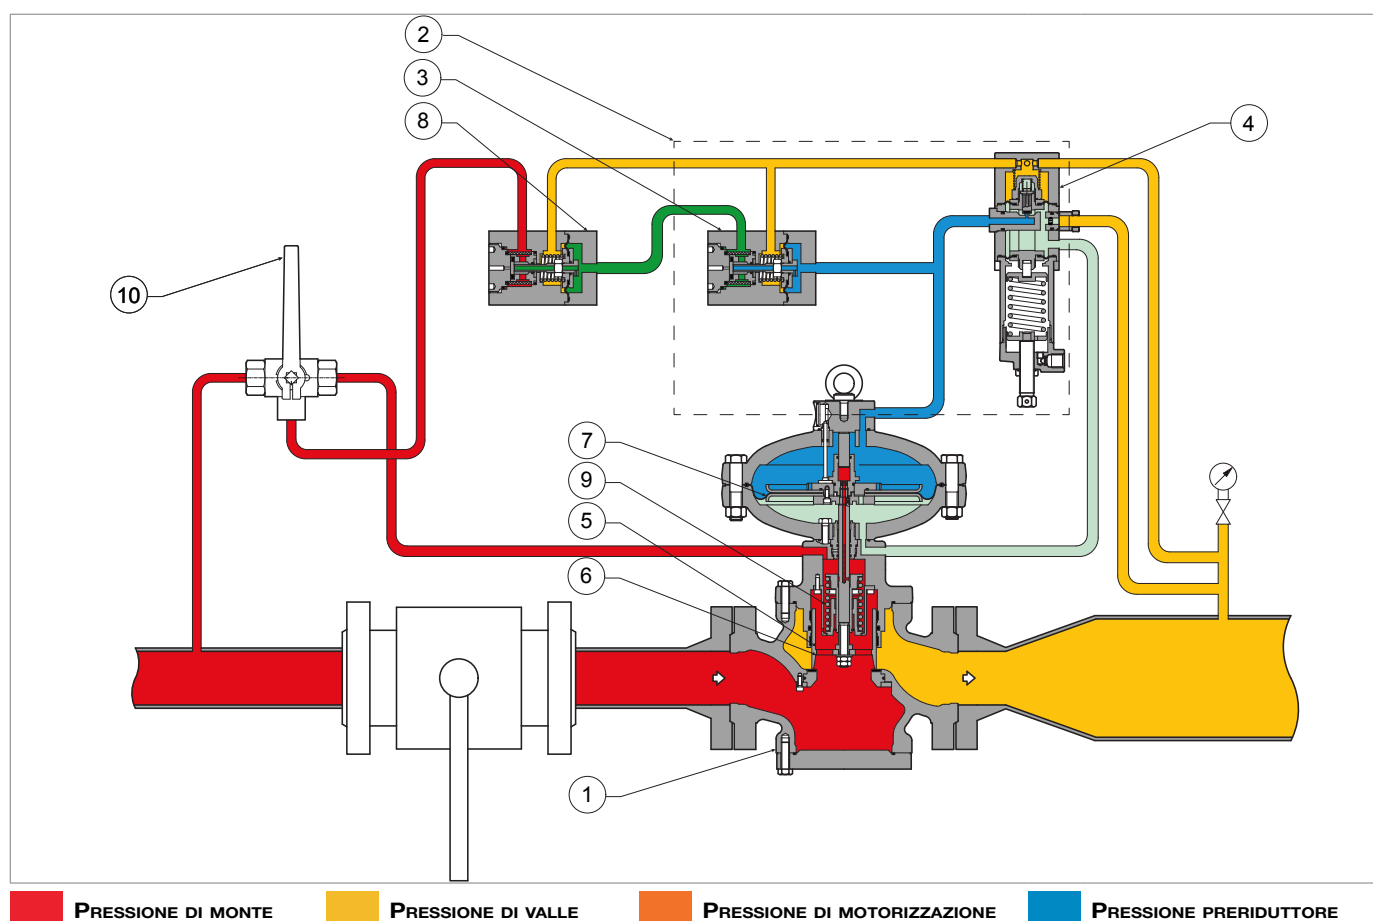 2
3
8
4
10
7
9
5
6
1
PRESSIONE DI MONTE
PRESSIONE DI VALLE
PRESSIONE DI MOTORIZZAZIONE
PRESSIONE PRERIDUTTORE